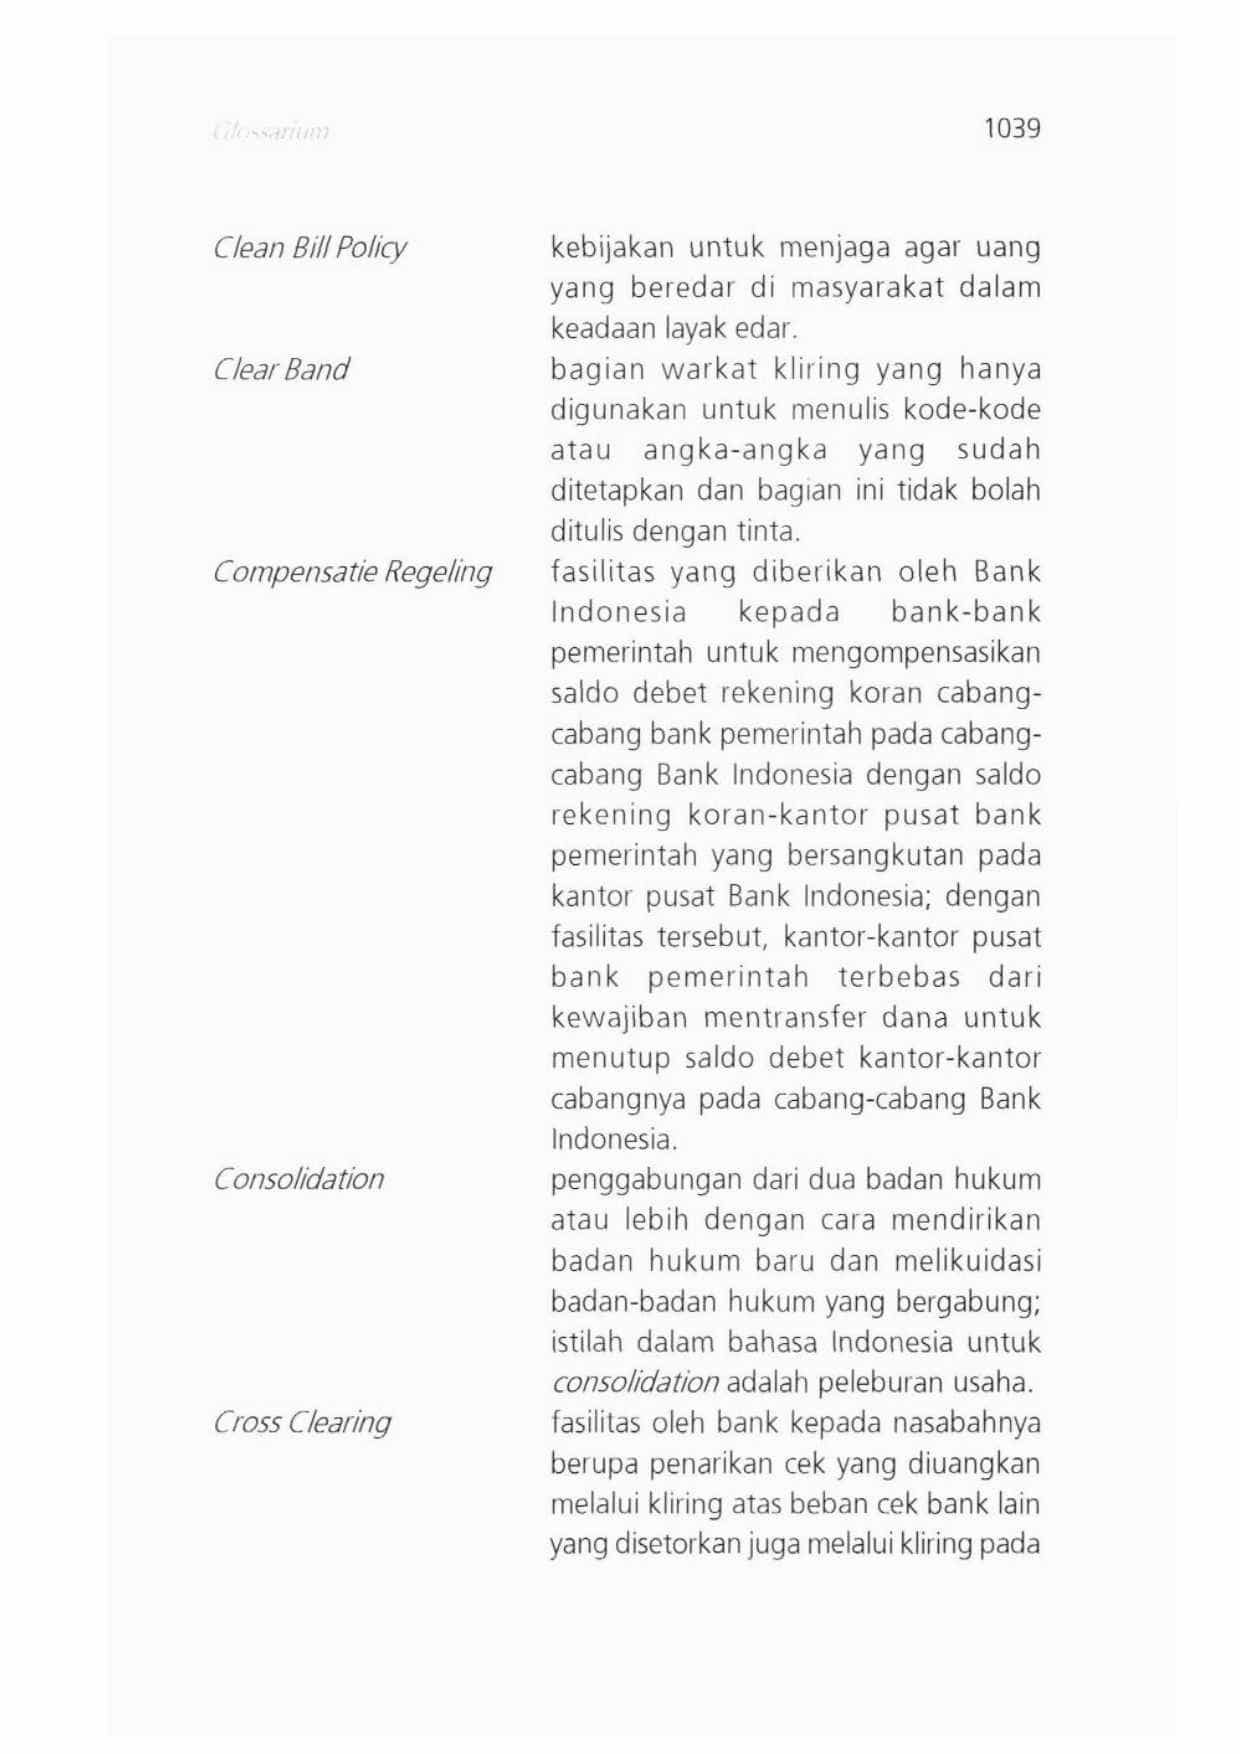 Glossarium 1039
Clean Bill Policy kebijakan untuk menjaga agar uang
yang beredar di masyarakat dalam
keadaan layak edar.
Clear Band bagian warkat kliring yang hanya
digunakan untuk menulis kode-kode
atau angka-angka yang sudah
ditetapkan dan bagian ini tidak bolah
ditulis dengan tinta.
Compensatie Regeling fasilitas yang diberikan oleh Bank
Indonesia kepada bank-bank
pemerintah untuk mengompensasikan
saldo debet rekening koran cabang-
cabang bank pemerintah pada cabang-
cabang Bank Indonesia dengan saldo
rekening koran-kantor pusat bank
pemerintah yang bersangkutan pada
kantor pusat Bank Indonesia; dengan
fasilitas tersebut, kantor-kantor pusat
bank pemerintah terbebas dari
kewajiban mentransfer dana untuk
menutup saldo debet kantor-kantor
cabangnya pada cabang-cabang Bank
Indonesia.
Consolidation penggabungan dari dua badan hukum
atau lebih dengan cara mendirikan
badan hukum baru dan melikuidasi
badan-badan hukum yang bergabung;
istilah dalam bahasa Indonesia untuk
consolidation adalah peleburan usaha.
Cross Clearing fasilitas oleh bank kepada nasabahnya
berupa penarikan cek yang diuangkan
melalui kliring atas beban cek bank lain
yang disetorkan juga melalui kliring pada